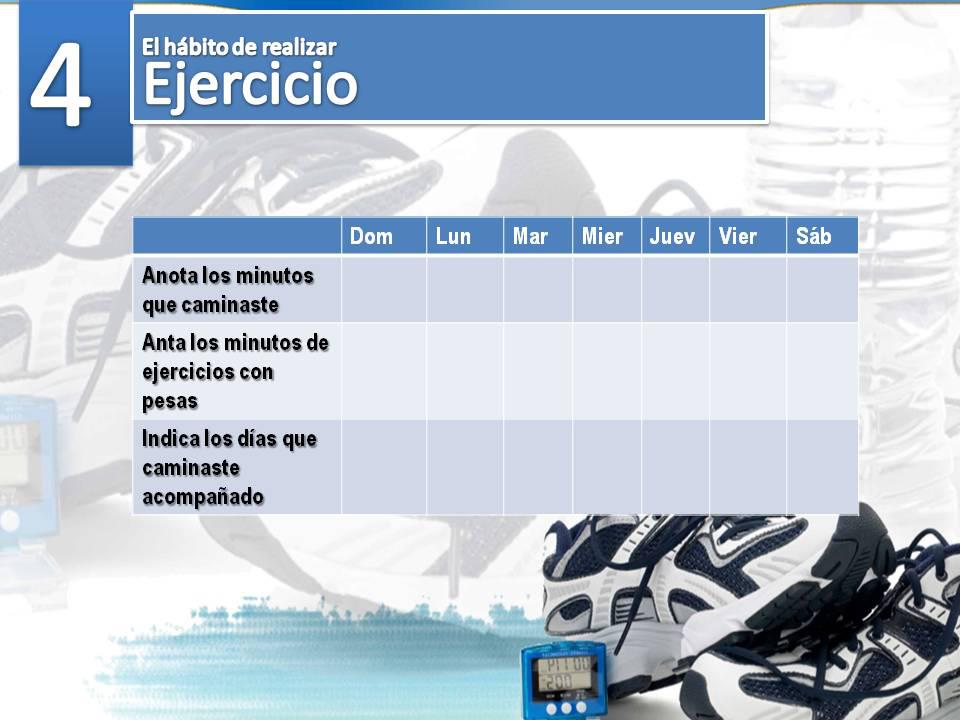 4
El hábito de realizar
Ejercicio
Dom Lun Mar Mier Juev Vier Sáb
Anota los minutos
que caminaste
Anta los minutos de
ejercicios con
pesas
Indica los días que
caminaste
acompañado